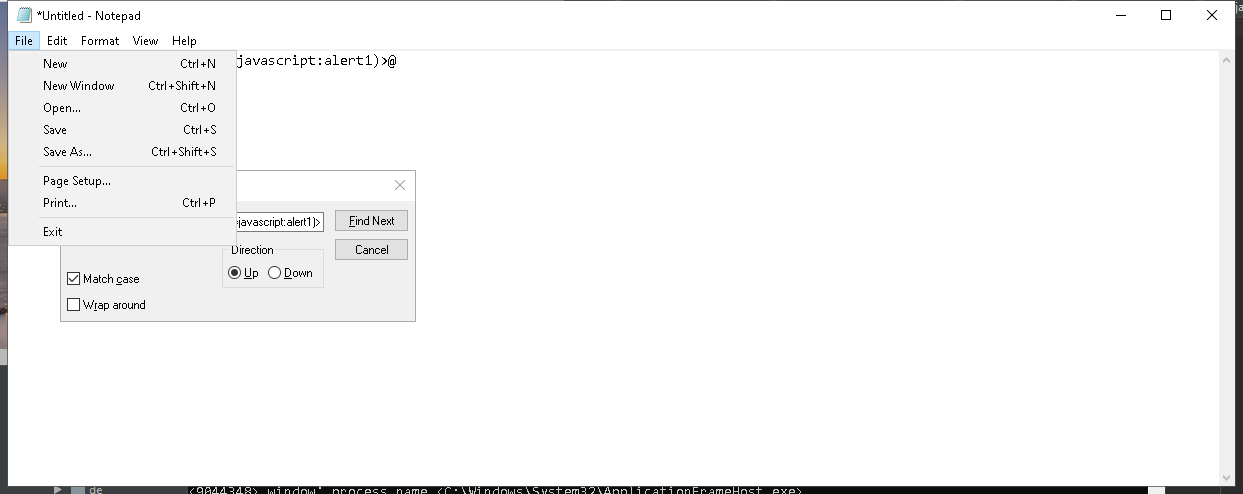 *Untitled - Notepad
File Edit Format View Help
javascript:alert1)>@
New Ctrl+N
New Window Ctrl+Shift+N
Open... Ctrl+O
Save Ctrl+S
Save As... Ctrl+Shift+S
Page Setup...
Print... Ctrl+P
Exit
=javascript:alert1)>
Find Next
Direction
Cancel
Up Down
Match case
Wrap around
de
<9044348> window' process name <C:\Windows\System32\ApplicationFrameHost.exe>